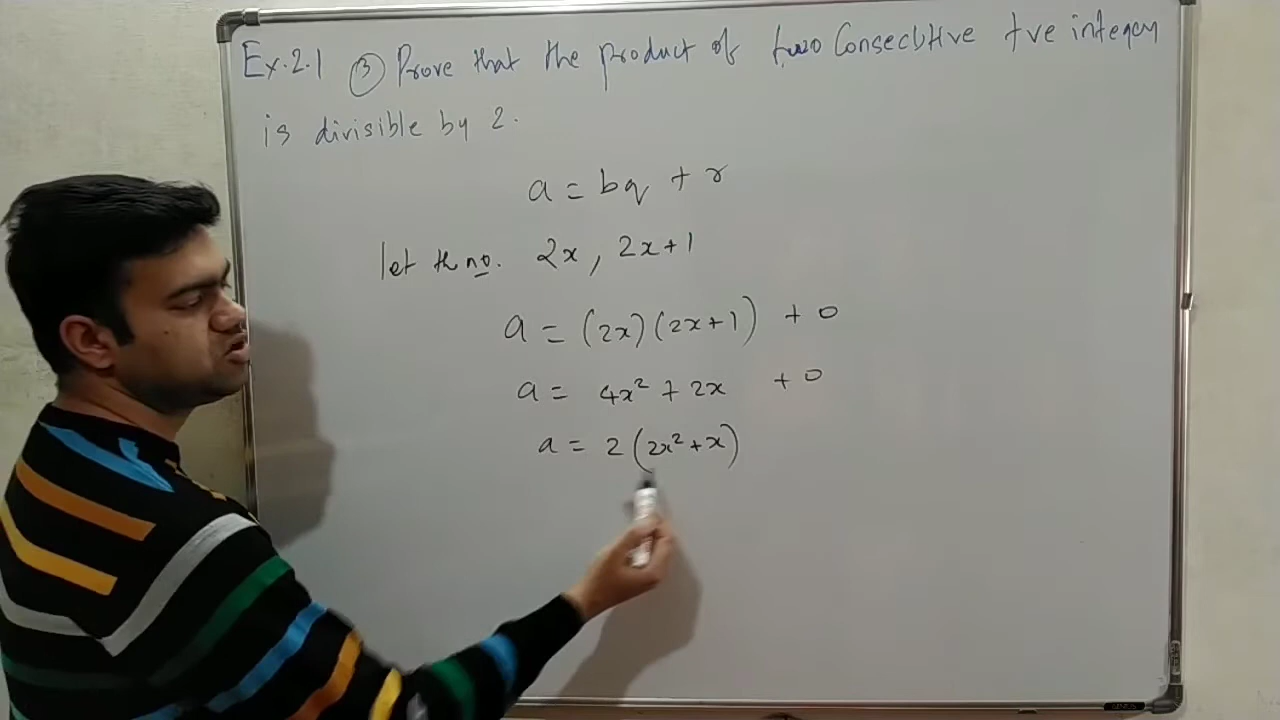 Ex. 2.1 ③ Prove that the product of two Consecutive +ve integers
is divisible by 2.
a = bq + r
let th no. 2x, 2x+1
a = (2x)(2x+1) + 0
a = 4x² + 2x + 0
a = 2(2x²+x)